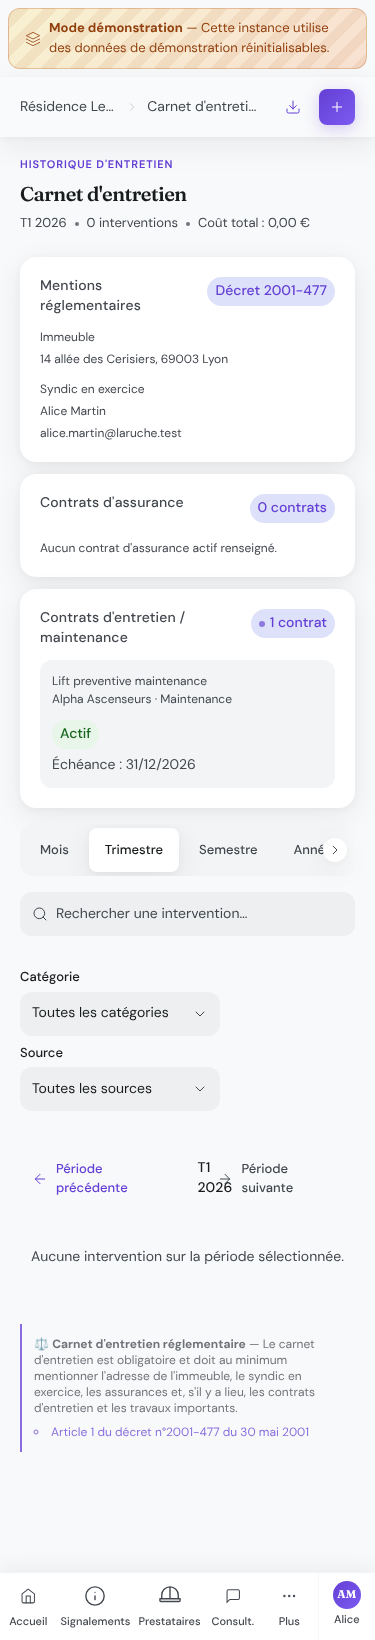 Mode démonstration — Cette instance utilise
des données de démonstration réinitialisables.
Résidence Le... > Carnet d'entreti...
HISTORIQUE D'ENTRETIEN
Carnet d'entretien
T1 2026 • 0 interventions • Coût total : 0,00 €
Mentions
réglementaires
Décret 2001-477
Immeuble
14 allée des Cerisiers, 69003 Lyon
Syndic en exercice
Alice Martin
alice.martin@laruche.test
Contrats d'assurance
0 contrats
Aucun contrat d'assurance actif renseigné.
Contrats d'entretien /
maintenance
1 contrat
Lift preventive maintenance
Alpha Ascenseurs · Maintenance
Actif
Échéance : 31/12/2026
Mois Trimestre Semestre Anné
Rechercher une intervention...
Catégorie
Toutes les catégories
Source
Toutes les sources
← Période
précédente
T1
2026
→ Période
suivante
Aucune intervention sur la période sélectionnée.
⚖️ Carnet d'entretien réglementaire — Le carnet
d'entretien est obligatoire et doit au minimum
mentionner l'adresse de l'immeuble, le syndic en
exercice, les assurances et, s'il y a lieu, les contrats
d'entretien et les travaux importants.
Article 1 du décret n°2001-477 du 30 mai 2001
Accueil Signalements Prestataires Consult. Plus
AM
Alice